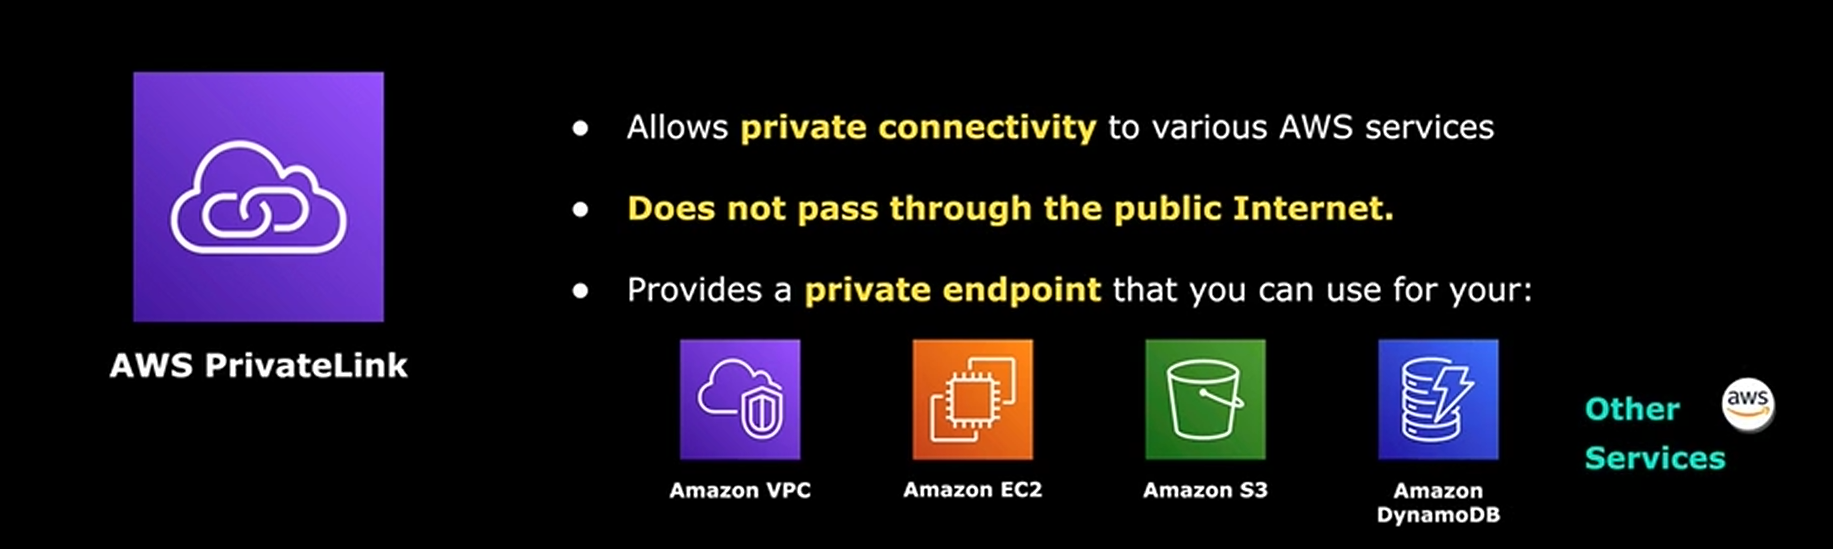 AWS PrivateLink
● Allows private connectivity to various AWS services
● Does not pass through the public Internet.
● Provides a private endpoint that you can use for your:
Amazon VPC
Amazon EC2
Amazon S3
Amazon
DynamoDB
Other
Services
aws